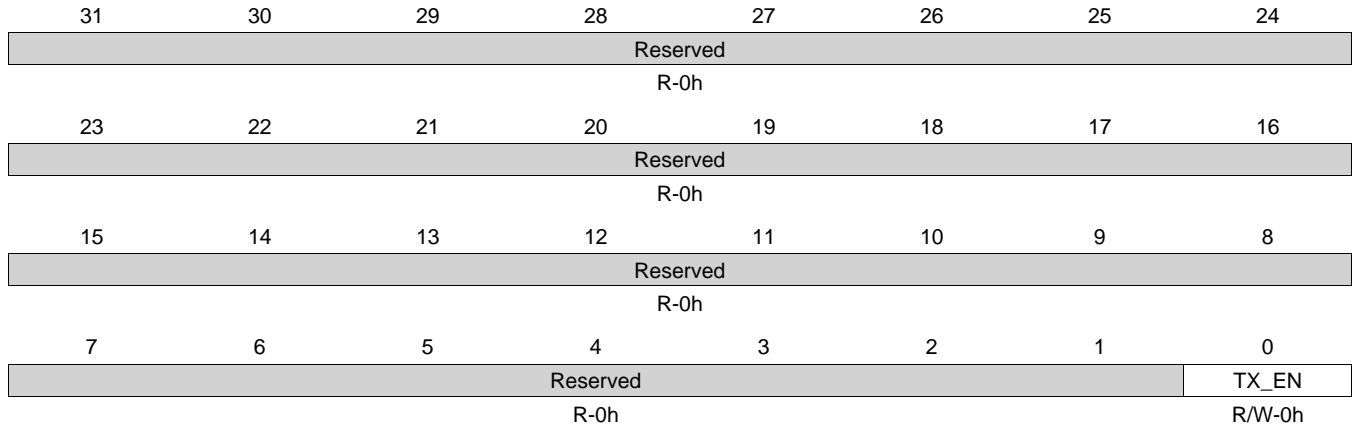 31 30 29 28 27 26 25 24
Reserved
R-0h
23 22 21 20 19 18 17 16
Reserved
R-0h
15 14 13 12 11 10 9 8
Reserved
R-0h
7 6 5 4 3 2 1 0
Reserved TX_EN
R-0h R/W-0h